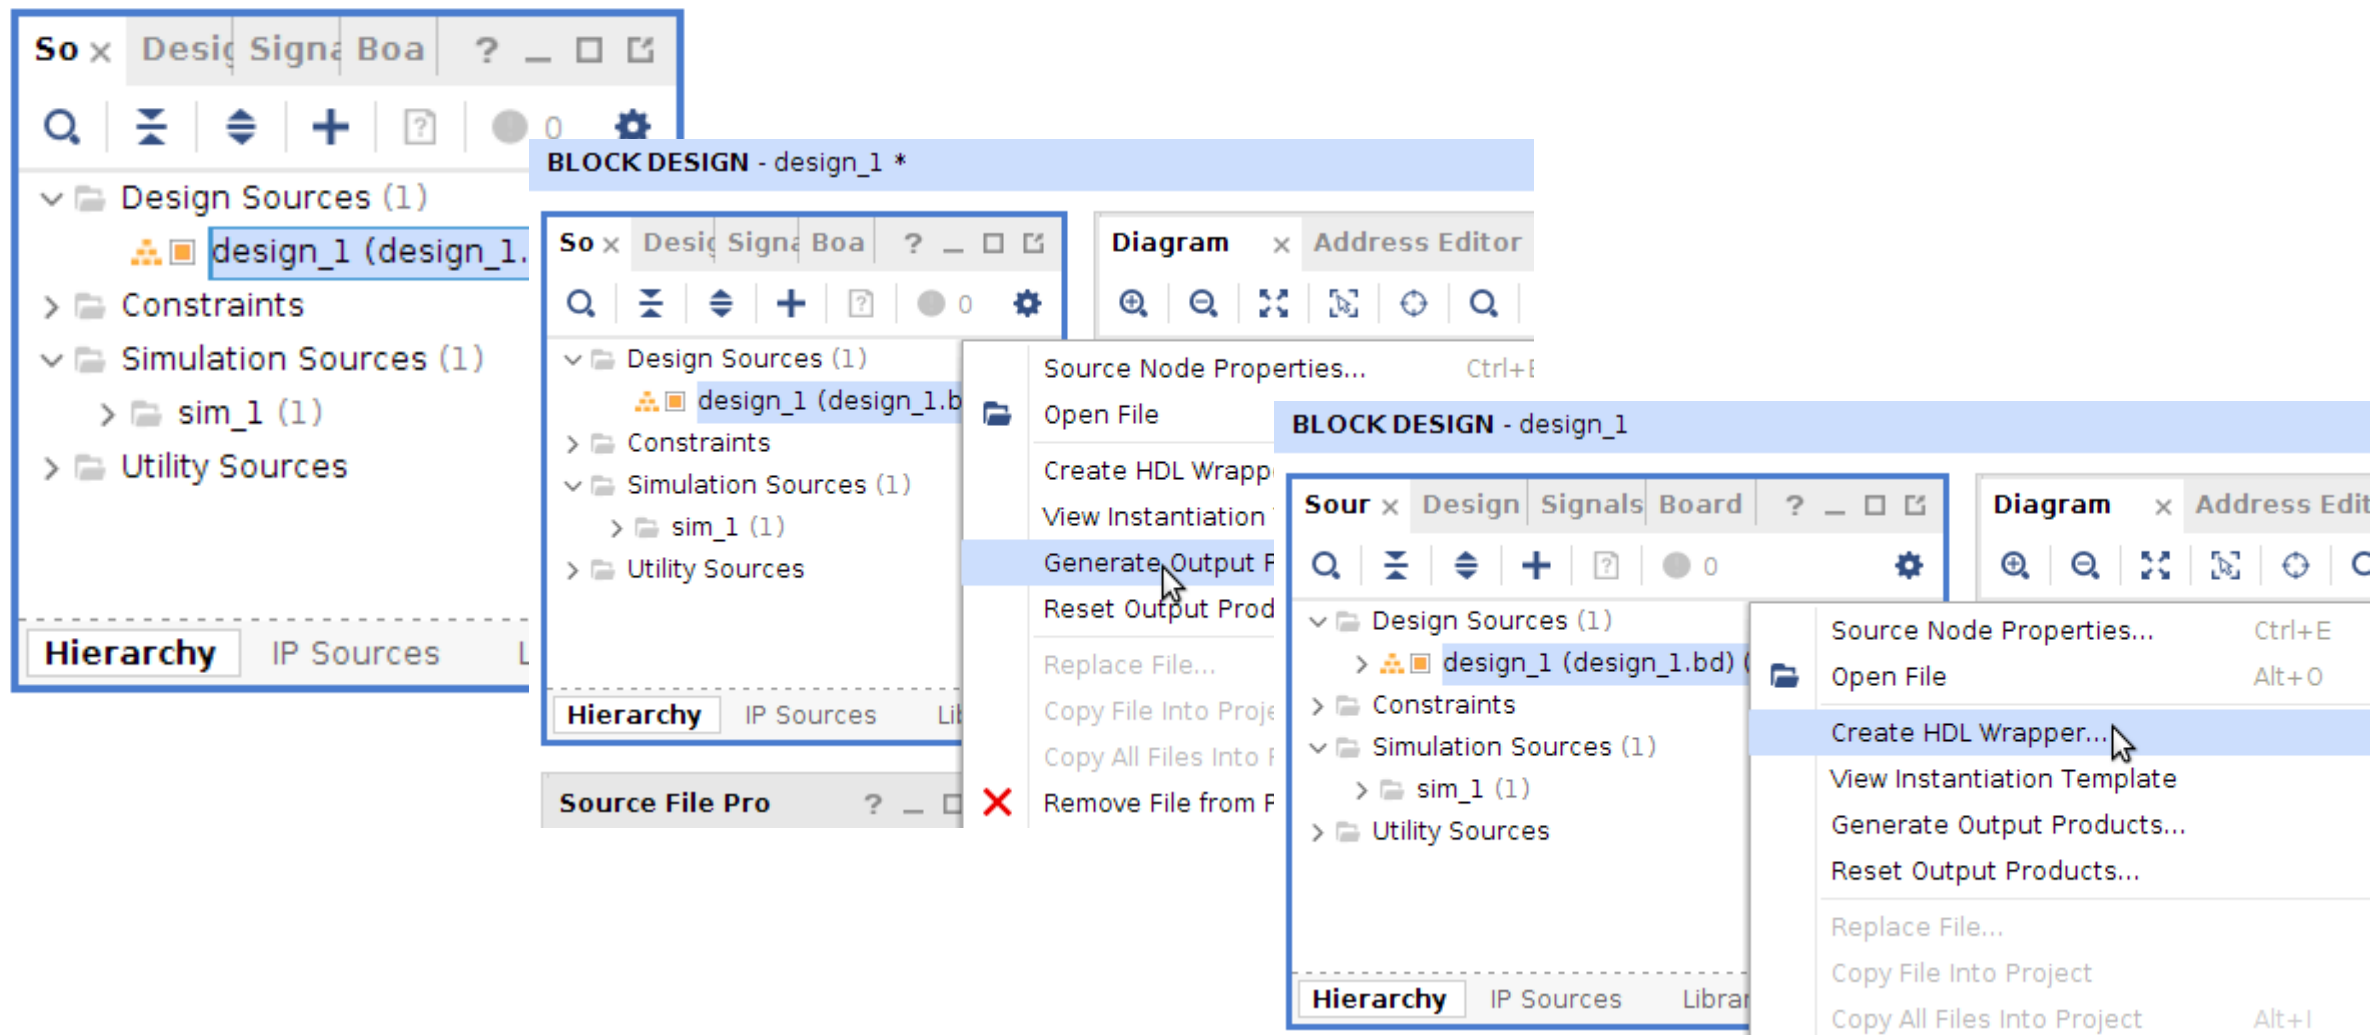 So Desig Signa Boa ?
? 0
Design Sources (1)
design_1 (design_1.
Constraints
Simulation Sources (1)
sim_1 (1)
Utility Sources
Hierarchy IP Sources L
BLOCK DESIGN - design_1 *
So Desig Signa Boa ? Diagram Address Editor
? 0
Design Sources (1)
design_1 (design_1.b
Constraints
Simulation Sources (1)
sim_1 (1)
Utility Sources
Hierarchy IP Sources Lib
Source File Pro ?
Source Node Properties... Ctrl+E
Open File
Create HDL Wrappe
View Instantiation
Generate Output P
Reset Output Prod
Replace File...
Copy File Into Proje
Copy All Files Into P
Remove File from P
BLOCK DESIGN - design_1
Sour Design Signals Board ? Diagram Address Edit
? 0
Design Sources (1)
design_1 (design_1.bd) (
Constraints
Simulation Sources (1)
sim_1 (1)
Utility Sources
Hierarchy IP Sources Librar
Source Node Properties... Ctrl+E
Open File Alt+O
Create HDL Wrapper...
View Instantiation Template
Generate Output Products...
Reset Output Products...
Replace File...
Copy File Into Project
Copy All Files Into Project Alt+I